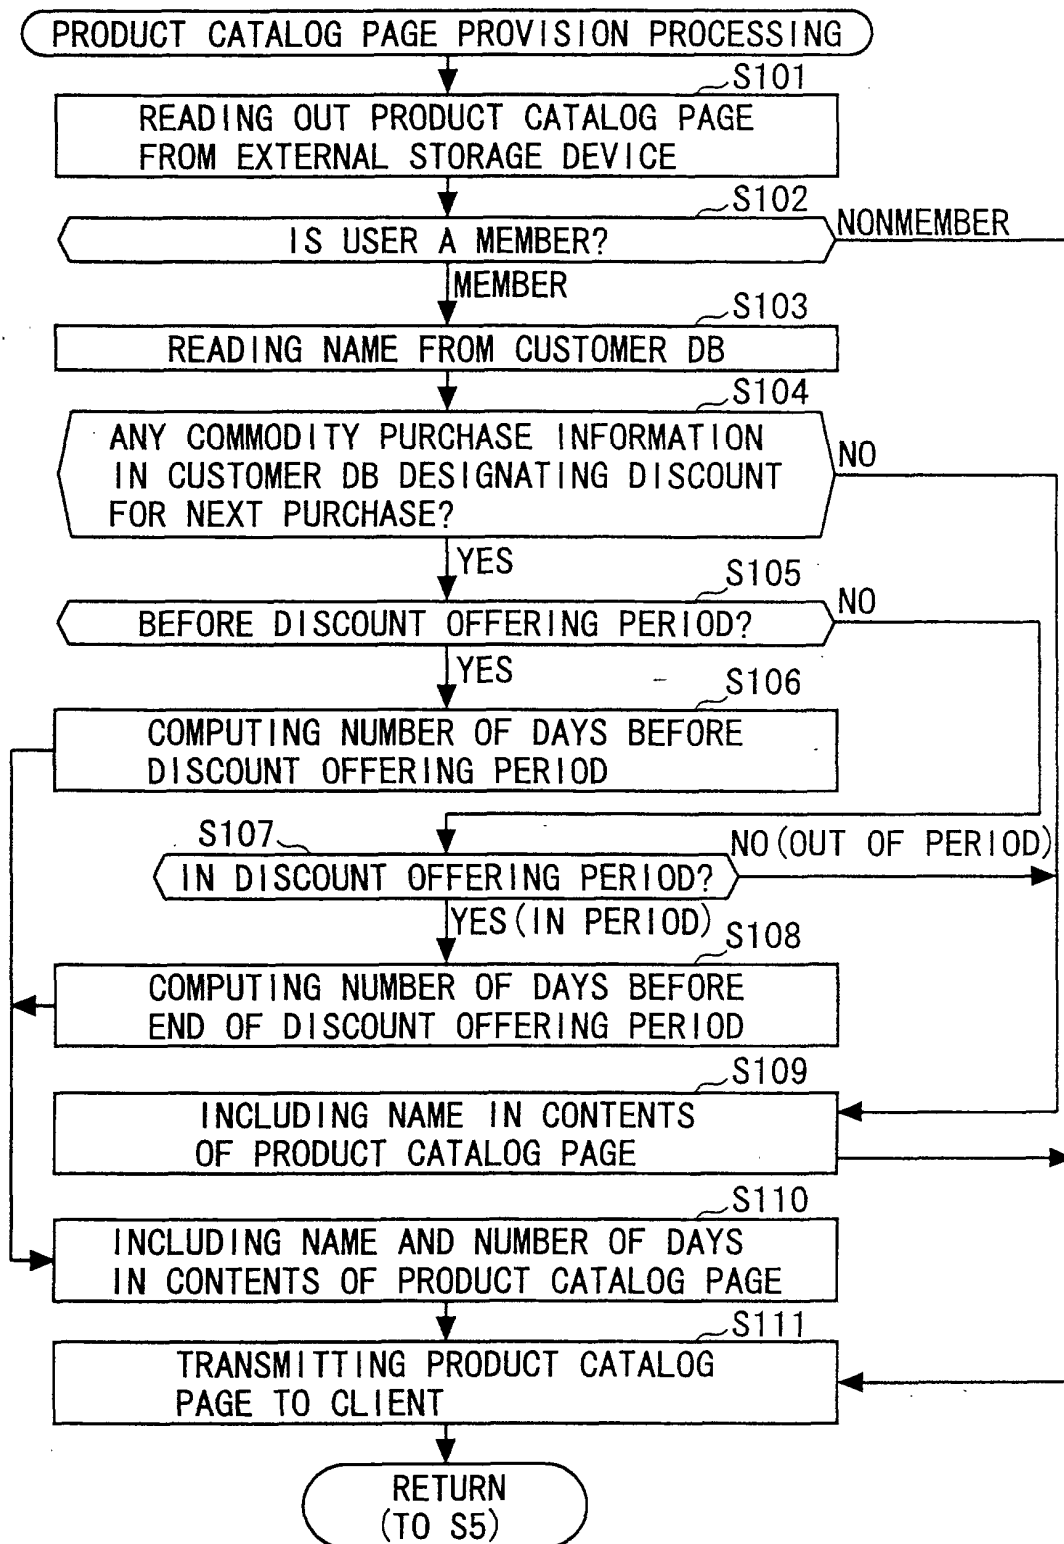 PRODUCT CATALOG PAGE PROVISION PROCESSING
S101
READING OUT PRODUCT CATALOG PAGE
FROM EXTERNAL STORAGE DEVICE
S102
IS USER A MEMBER?
NONMEMBER
MEMBER
S103
READING NAME FROM CUSTOMER DB
S104
ANY COMMODITY PURCHASE INFORMATION
IN CUSTOMER DB DESIGNATING DISCOUNT
FOR NEXT PURCHASE?
NO
YES
S105
BEFORE DISCOUNT OFFERING PERIOD?
NO
YES
S106
COMPUTING NUMBER OF DAYS BEFORE
DISCOUNT OFFERING PERIOD
S107
NO(OUT OF PERIOD)
IN DISCOUNT OFFERING PERIOD?
YES(IN PERIOD)
S108
COMPUTING NUMBER OF DAYS BEFORE
END OF DISCOUNT OFFERING PERIOD
S109
INCLUDING NAME IN CONTENTS
OF PRODUCT CATALOG PAGE
S110
INCLUDING NAME AND NUMBER OF DAYS
IN CONTENTS OF PRODUCT CATALOG PAGE
S111
TRANSMITTING PRODUCT CATALOG
PAGE TO CLIENT
RETURN
(TO S5)